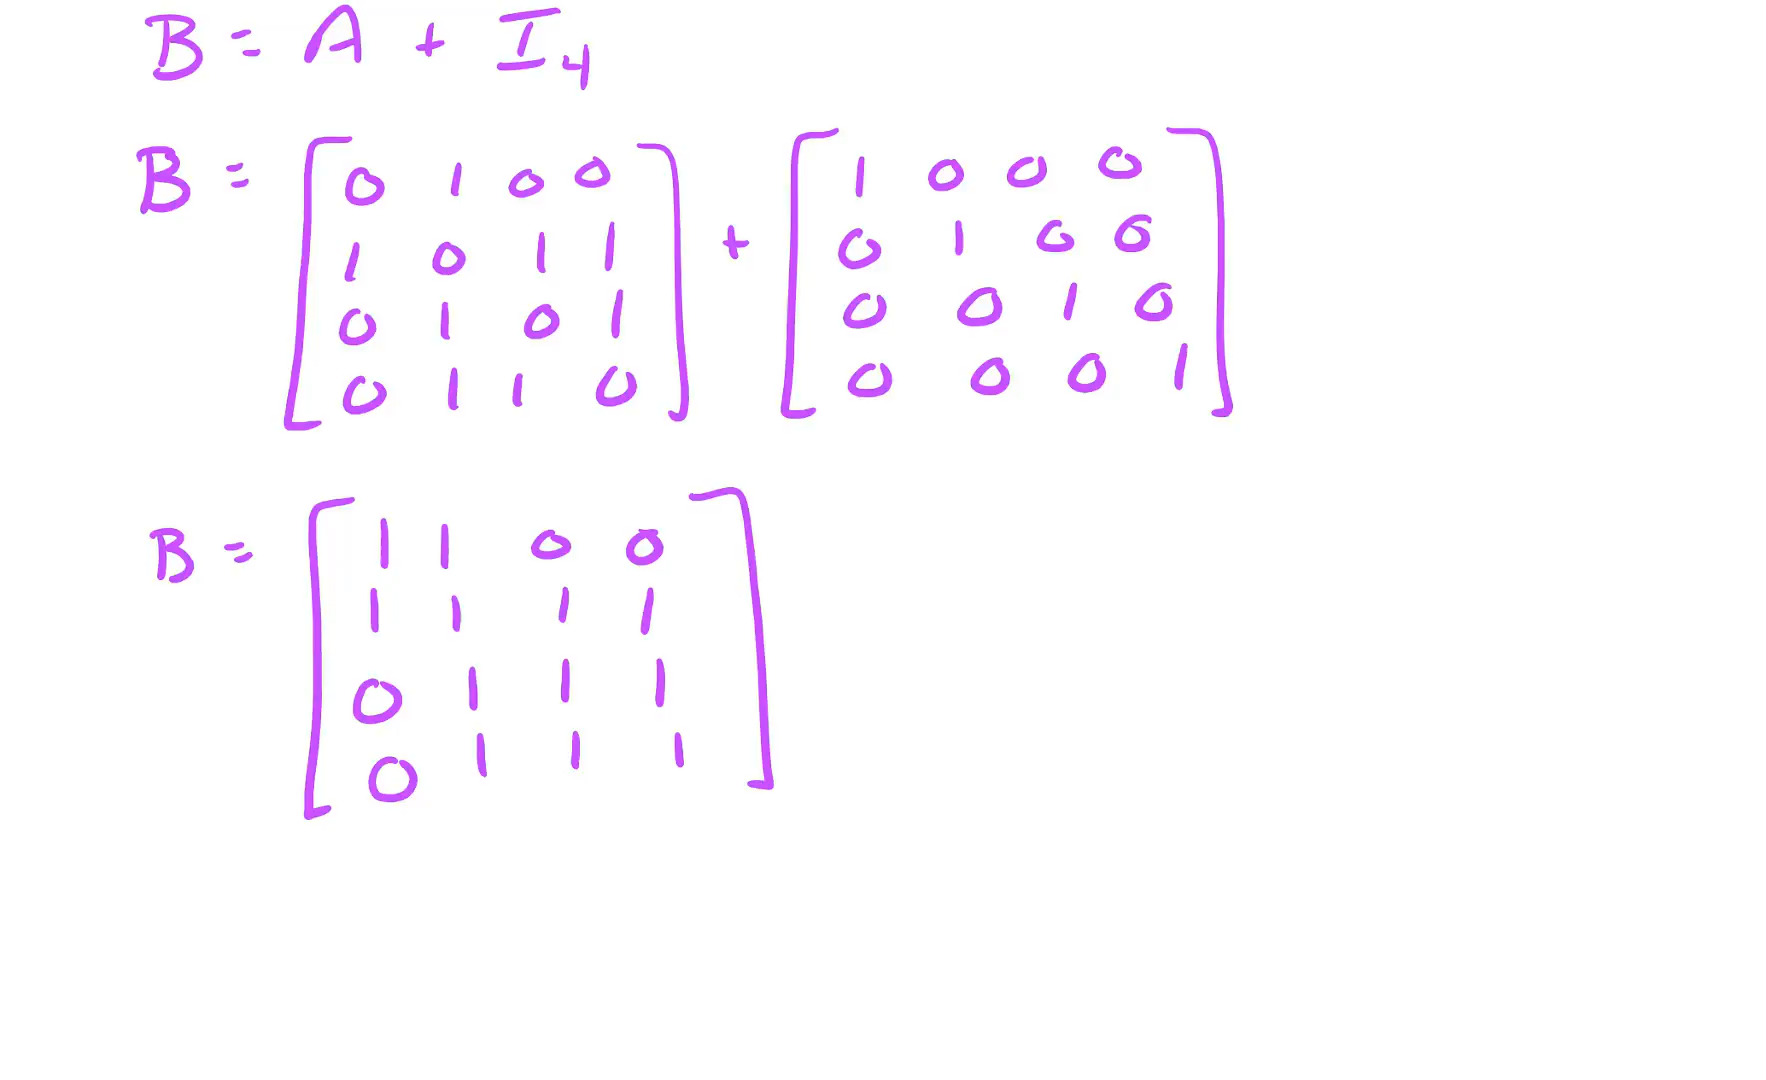 B = A + I₄
B = [0 1 0 0] + [1 0 0 0]
[1 0 1 1] [0 1 0 0]
[0 1 0 1] [0 0 1 0]
[0 1 1 0] [0 0 0 1]
B = [1 1 0 0]
[1 1 1 1]
[0 1 1 1]
[0 1 1 1]